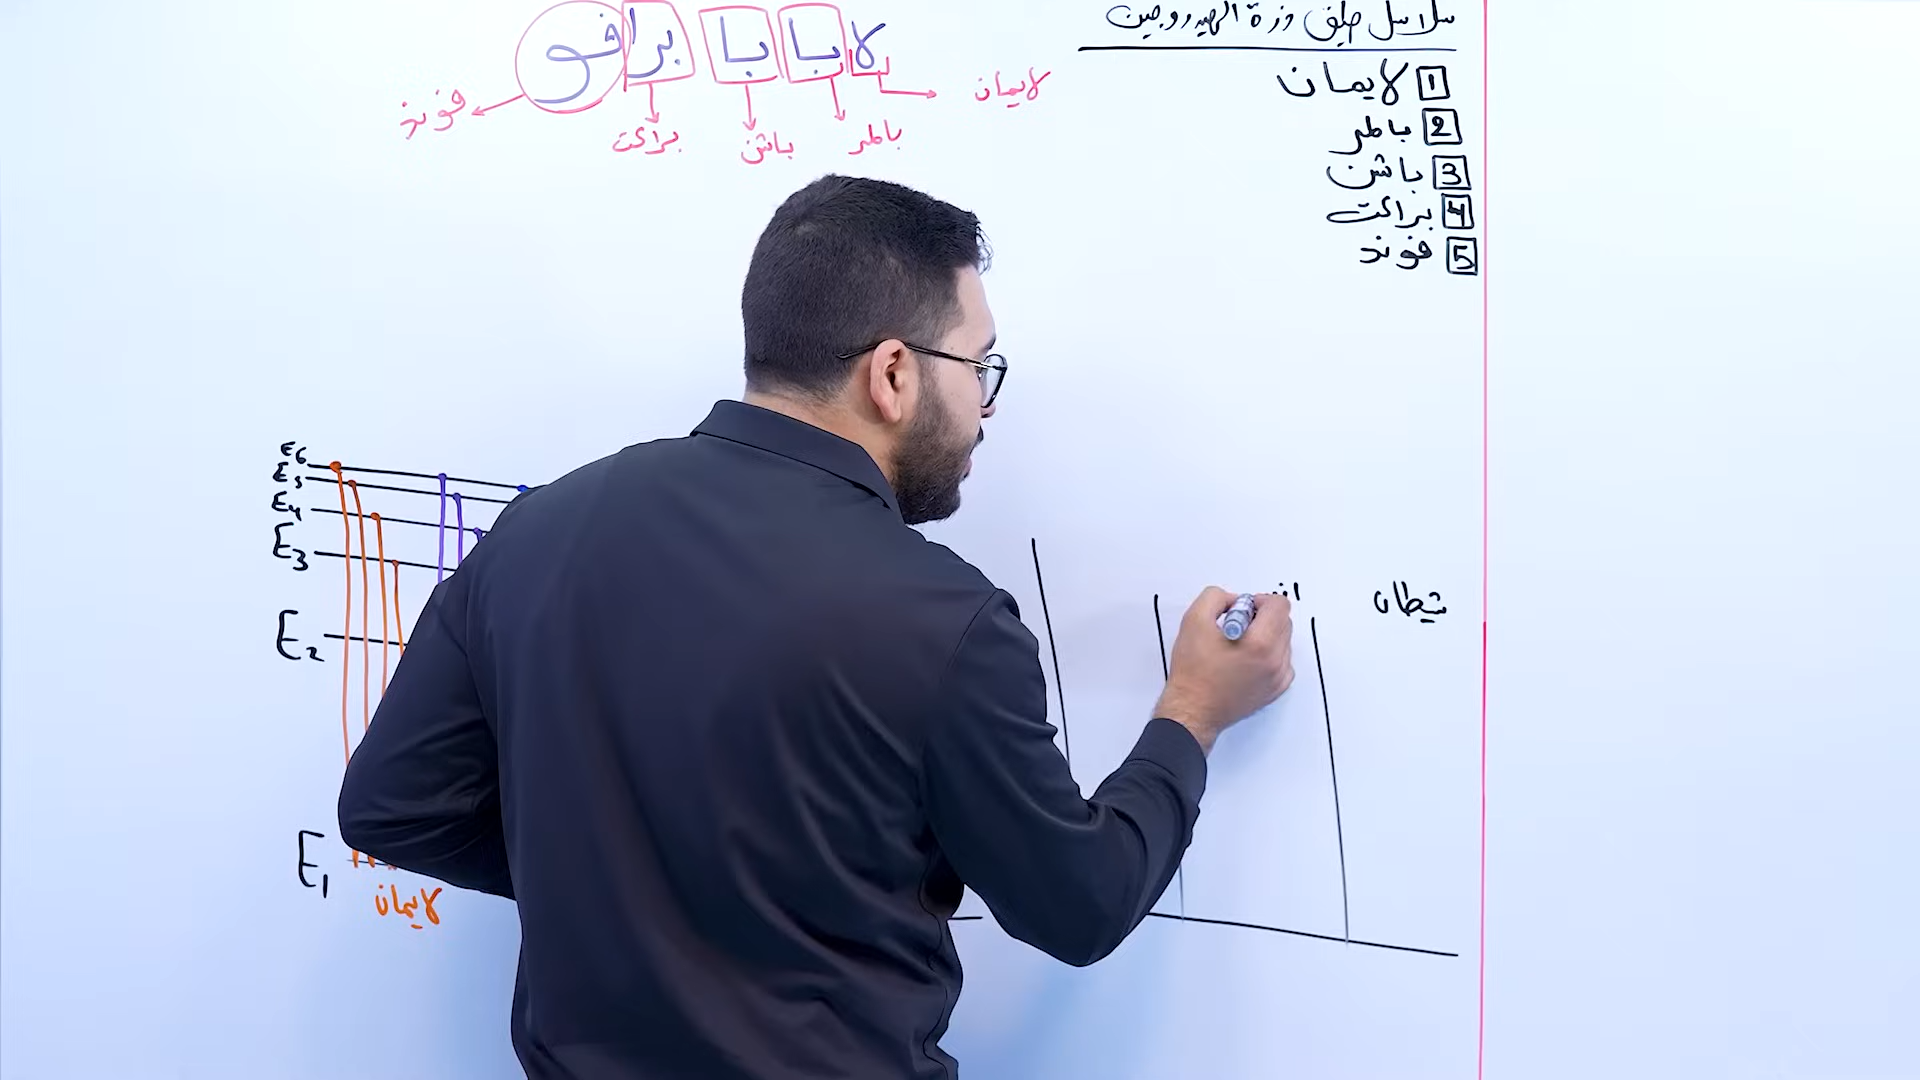 سلاسل طيف ذرة الهيدروجين
1 لايمان
2 بالمر
3 باشن
4 براكت
5 فوند
لا با با برا فو
لايمان
بالمر
باشن
براكت
فوند
E6
E5
E4
E3
E2
E1
لايمان
شيطان